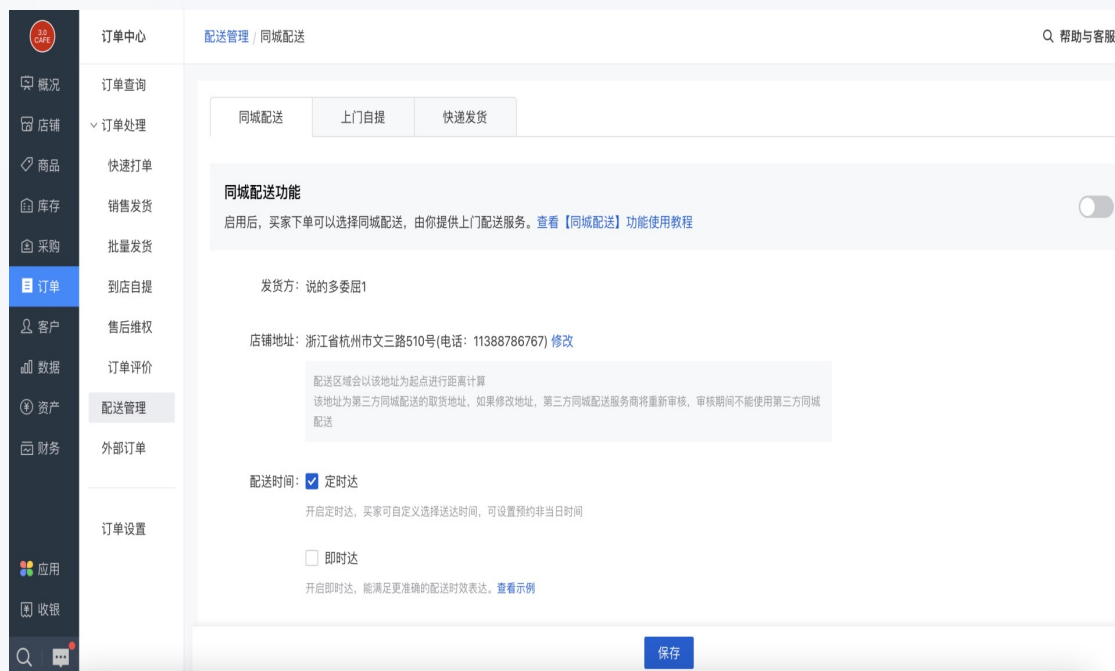 3.0
CAFE
概况
店铺
商品
库存
采购
订单
客户
数据
资产
财务
应用
收银
订单中心
订单查询
订单处理
快速打单
销售发货
批量发货
到店自提
售后维权
订单评价
配送管理
外部订单
订单设置
配送管理 / 同城配送
帮助与客服
同城配送
上门自提
快递发货
同城配送功能
启用后，买家下单可以选择同城配送，由你提供上门配送服务。查看【同城配送】功能使用教程
发货方：说的多委屈1
店铺地址：浙江省杭州市文三路510号(电话：11388786767) 修改
配送区域会以该地址为起点进行距离计算
该地址为第三方同城配送的取货地址，如果修改地址，第三方同城配送服务商将重新审核，审核期间不能使用第三方同城
配送
配送时间： 定时达
开启定时达，买家可自定义选择送达时间，可设置预约非当日时间
即时达
开启即时达，能满足更准确的配送时效表达。查看示例
保存